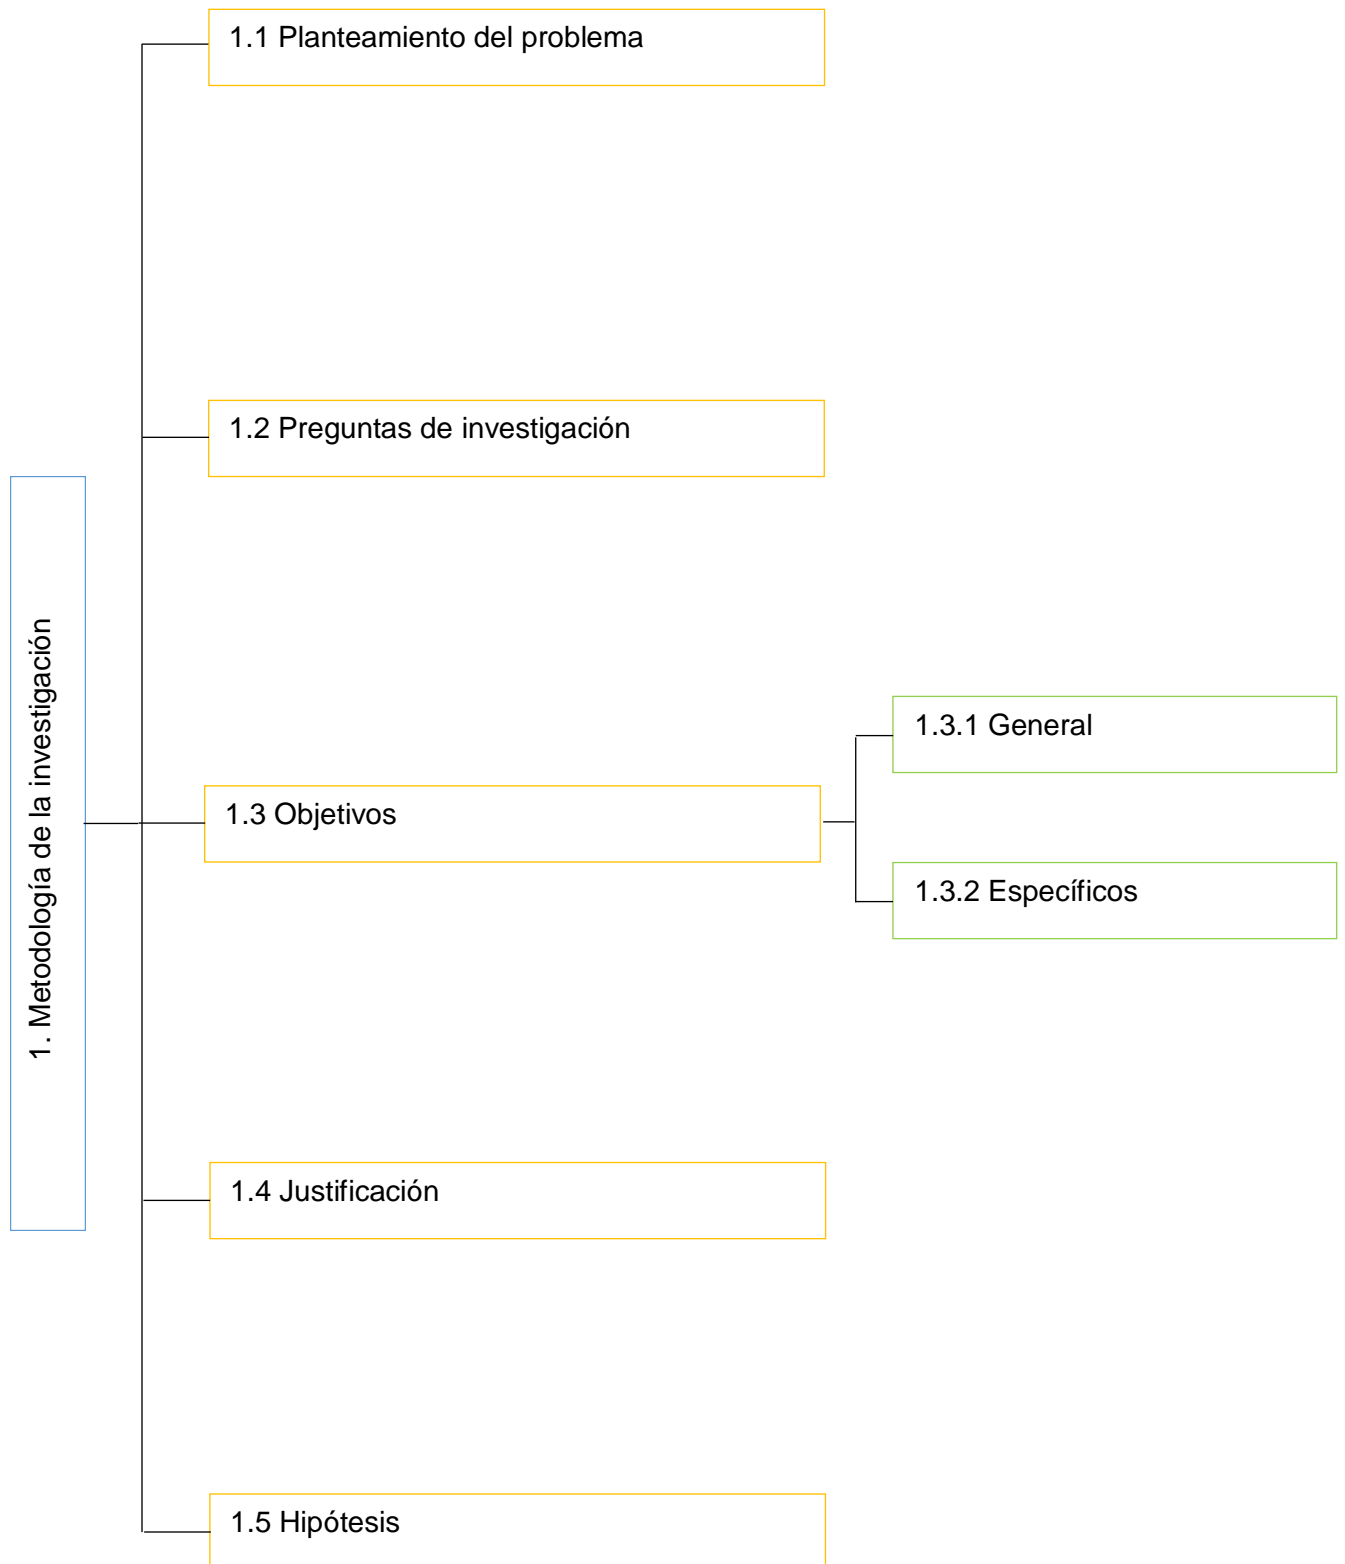 1. Metodología de la investigación
1.1 Planteamiento del problema
1.2 Preguntas de investigación
1.3 Objetivos
1.3.1 General
1.3.2 Específicos
1.4 Justificación
1.5 Hipótesis